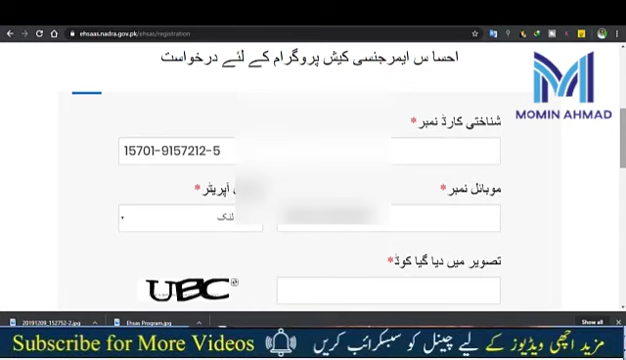 ehsaas.nadra.gov.pk/ehsas/registration
احساس ایمرجنسی کیش پروگرام کے لئے درخواست
MOMIN AHMAD
شناختی کارڈ نمبر*
15701-9157212-5
موبائل نمبر*
آپریٹر*
تصویر میں دیا گیا کوڈ*
UBC
20191209_152752-2.jpg
Ehsas Program.jpg
Show all
Subscribe for More Videos
مزید اچھی ویڈیوز کے لیے چینل کو سبسکرائب کریں